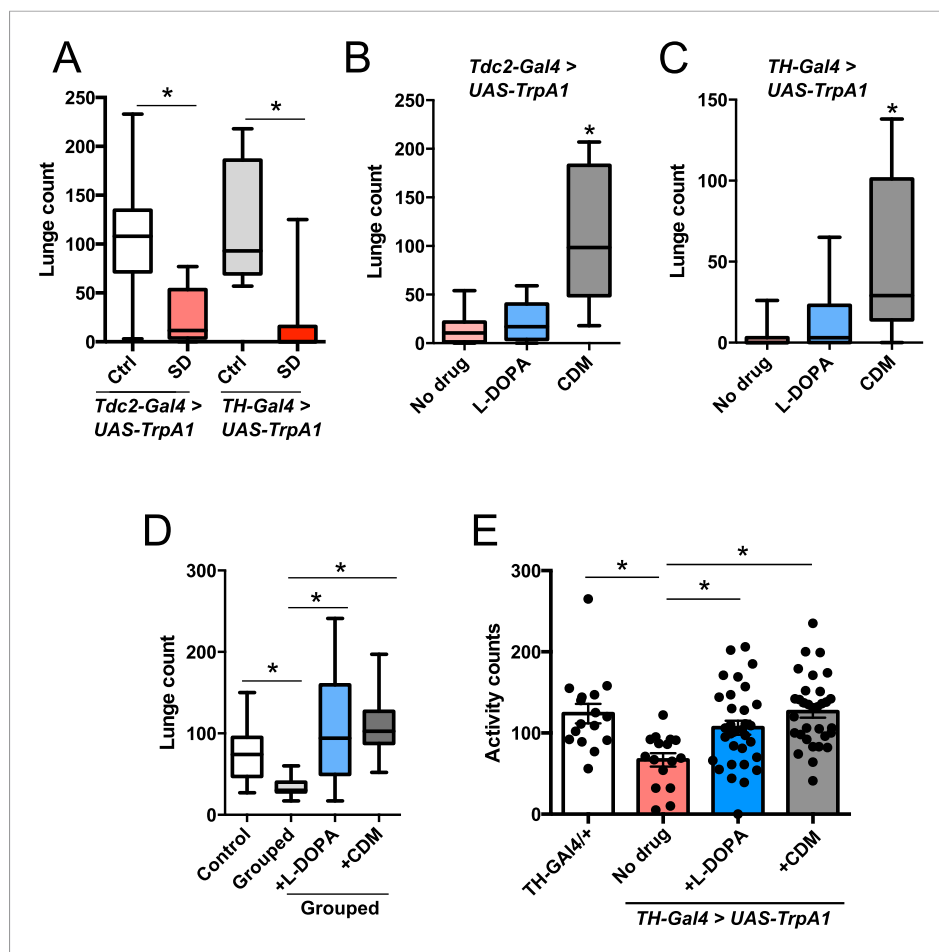 A
250
200
150
100
50
0
Lunge count
*
*
Ctrl
SD
Ctrl
SD
Tdc2-Gal4 >
UAS-TrpA1
TH-Gal4 >
UAS-TrpA1
B
Tdc2-Gal4 >
UAS-TrpA1
250
200
150
100
50
0
Lunge count
*
No drug
L-DOPA
CDM
C
TH-Gal4 >
UAS-TrpA1
150
100
50
0
Lunge count
*
No drug
L-DOPA
CDM
D
300
200
100
0
Lunge count
*
*
*
Control
Grouped
+L-DOPA
+CDM
Grouped
E
300
200
100
0
Activity counts
*
*
*
TH-GAl4/+
No drug
+L-DOPA
+CDM
TH-Gal4 > UAS-TrpA1